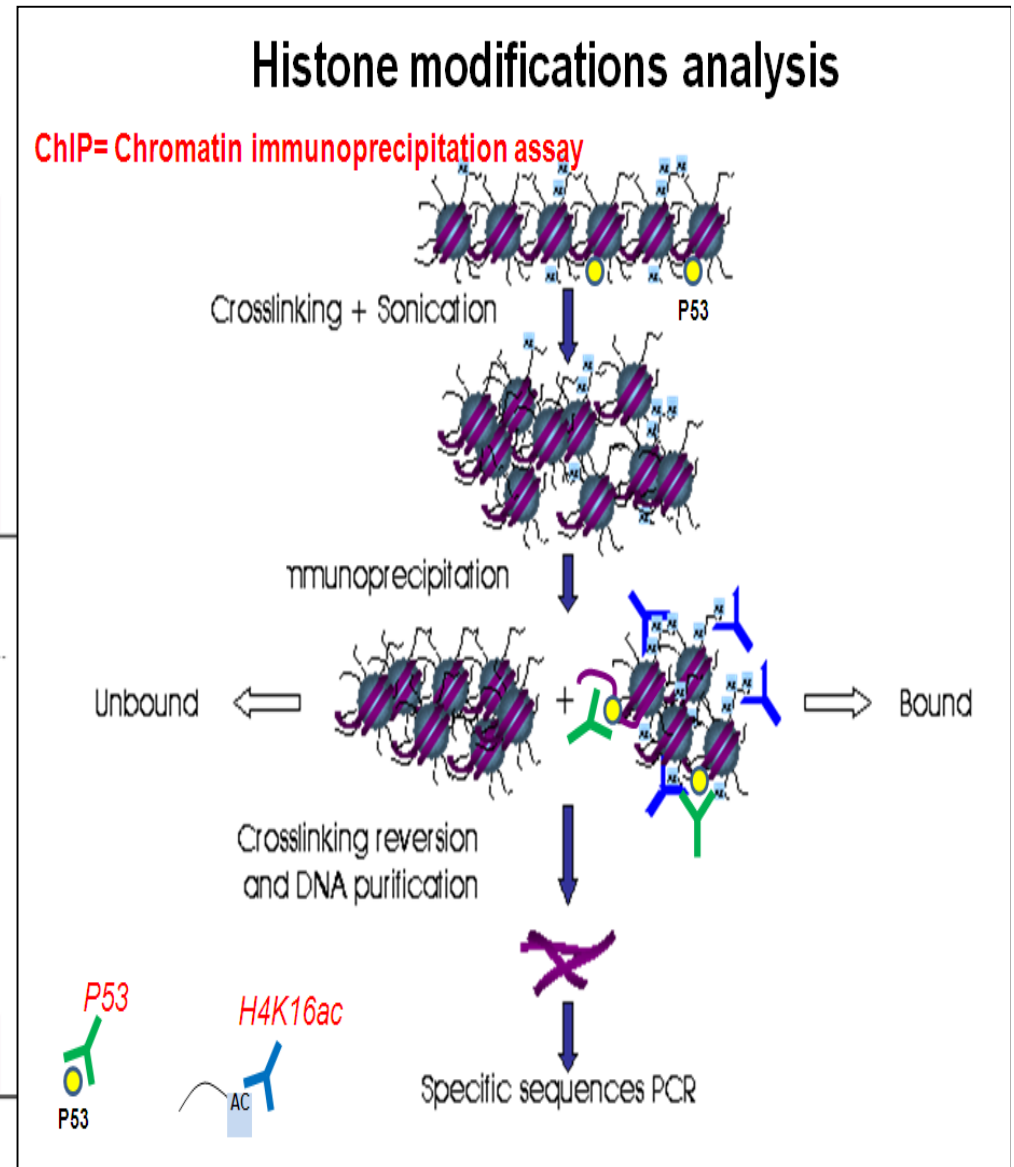 Histone modifications analysis
ChIP= Chromatin immunoprecipitation assay
P53
Crosslinking + Sonication
mmunoprecipitation
Unbound
+
Bound
Crosslinking reversion
and DNA purification
P53
H4K16ac
AC
P53
Specific sequences PCR